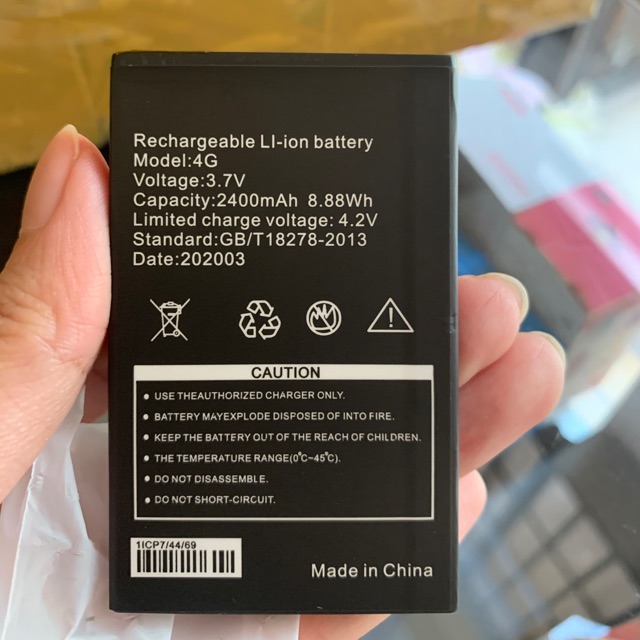 Rechargeable LI-ion battery
Model:4G
Voltage:3.7V
Capacity:2400mAh 8.88Wh
Limited charge voltage: 4.2V
Standard:GB/T18278-2013
Date:202003
CAUTION
• USE THEAUTHORIZED CHARGER ONLY.
• BATTERY MAYEXPLODE DISPOSED OF INTO FIRE.
• KEEP THE BATTERY OUT OF THE REACH OF CHILDREN.
• THE TEMPERATURE RANGE(0℃~45℃).
• DO NOT DISASSEMBLE.
• DO NOT SHORT-CIRCUIT.
1ICP7/44/69
Made in China